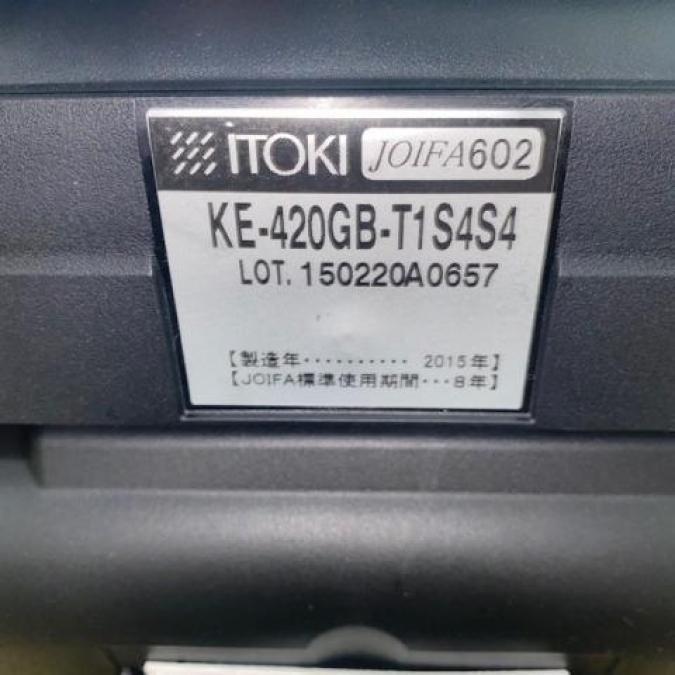 ITOKI JOIFA602
KE-420GB-T1S4S4
LOT. 150220A0657
【製造年・・・・・・・・・・ 2015年】
【JOIFA標準使用期間・・・8年】